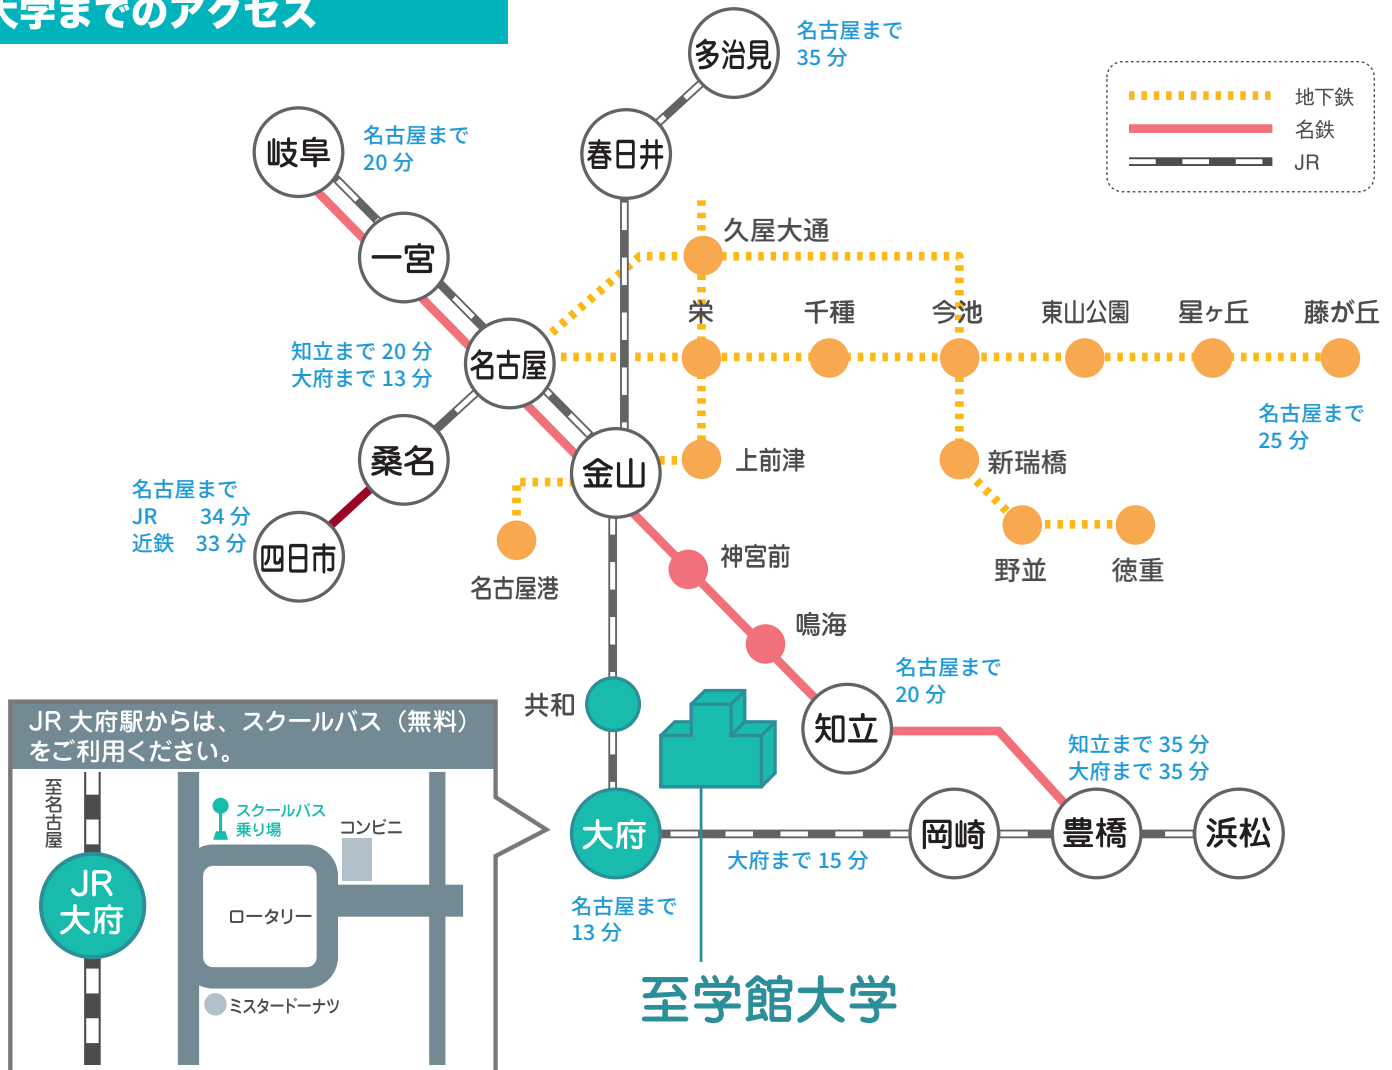 大学までのアクセス
多治見
名古屋まで
35 分
地下鉄
名鉄
JR
岐阜
名古屋まで
20 分
春日井
一宮
久屋大通
栄
千種
今池
東山公園
星ヶ丘
藤が丘
名古屋まで
25 分
知立まで 20 分
大府まで 13 分
名古屋
桑名
金山
上前津
新瑞橋
名古屋まで
JR 34 分
近鉄 33 分
四日市
名古屋港
野並
徳重
神宮前
鳴海
共和
知立
名古屋まで
20 分
知立まで 35 分
大府まで 35 分
大府
大府まで 15 分
岡崎
豊橋
浜松
名古屋まで
13 分
至学館大学
JR 大府駅からは、スクールバス（無料）
をご利用ください。
至名古屋
スクールバス
乗り場
コンビニ
JR
大府
ロータリー
ミスタードーナツ